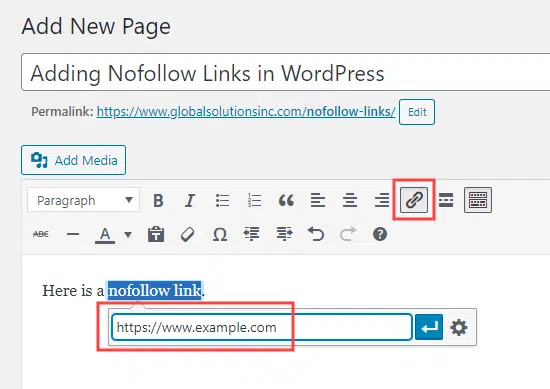 Add New Page
Adding Nofollow Links in WordPress
Permalink: https://www.globalsolutionsinc.com/nofollow-links/ Edit
Add Media
Paragraph B I
ABC A Ω
Here is a nofollow link.
https://www.example.com